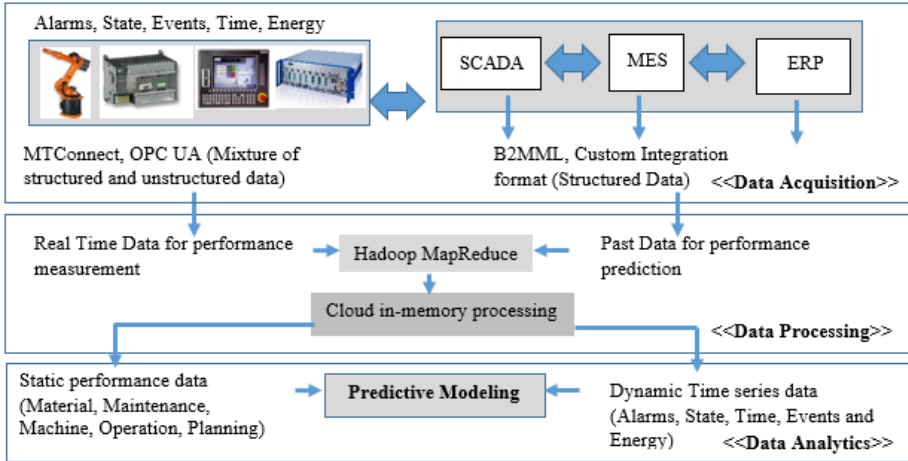 Alarms, State, Events, Time, Energy
SCADA
MES
ERP
MTConnect, OPC UA (Mixture of
structured and unstructured data)
B2MML, Custom Integration
format (Structured Data)
<<Data Acquisition>>
Real Time Data for performance
measurement
Hadoop MapReduce
Past Data for performance
prediction
Cloud in-memory processing
<<Data Processing>>
Static performance data
(Material, Maintenance,
Machine, Operation, Planning)
Predictive Modeling
Dynamic Time series data
(Alarms, State, Time, Events and
Energy)
<<Data Analytics>>